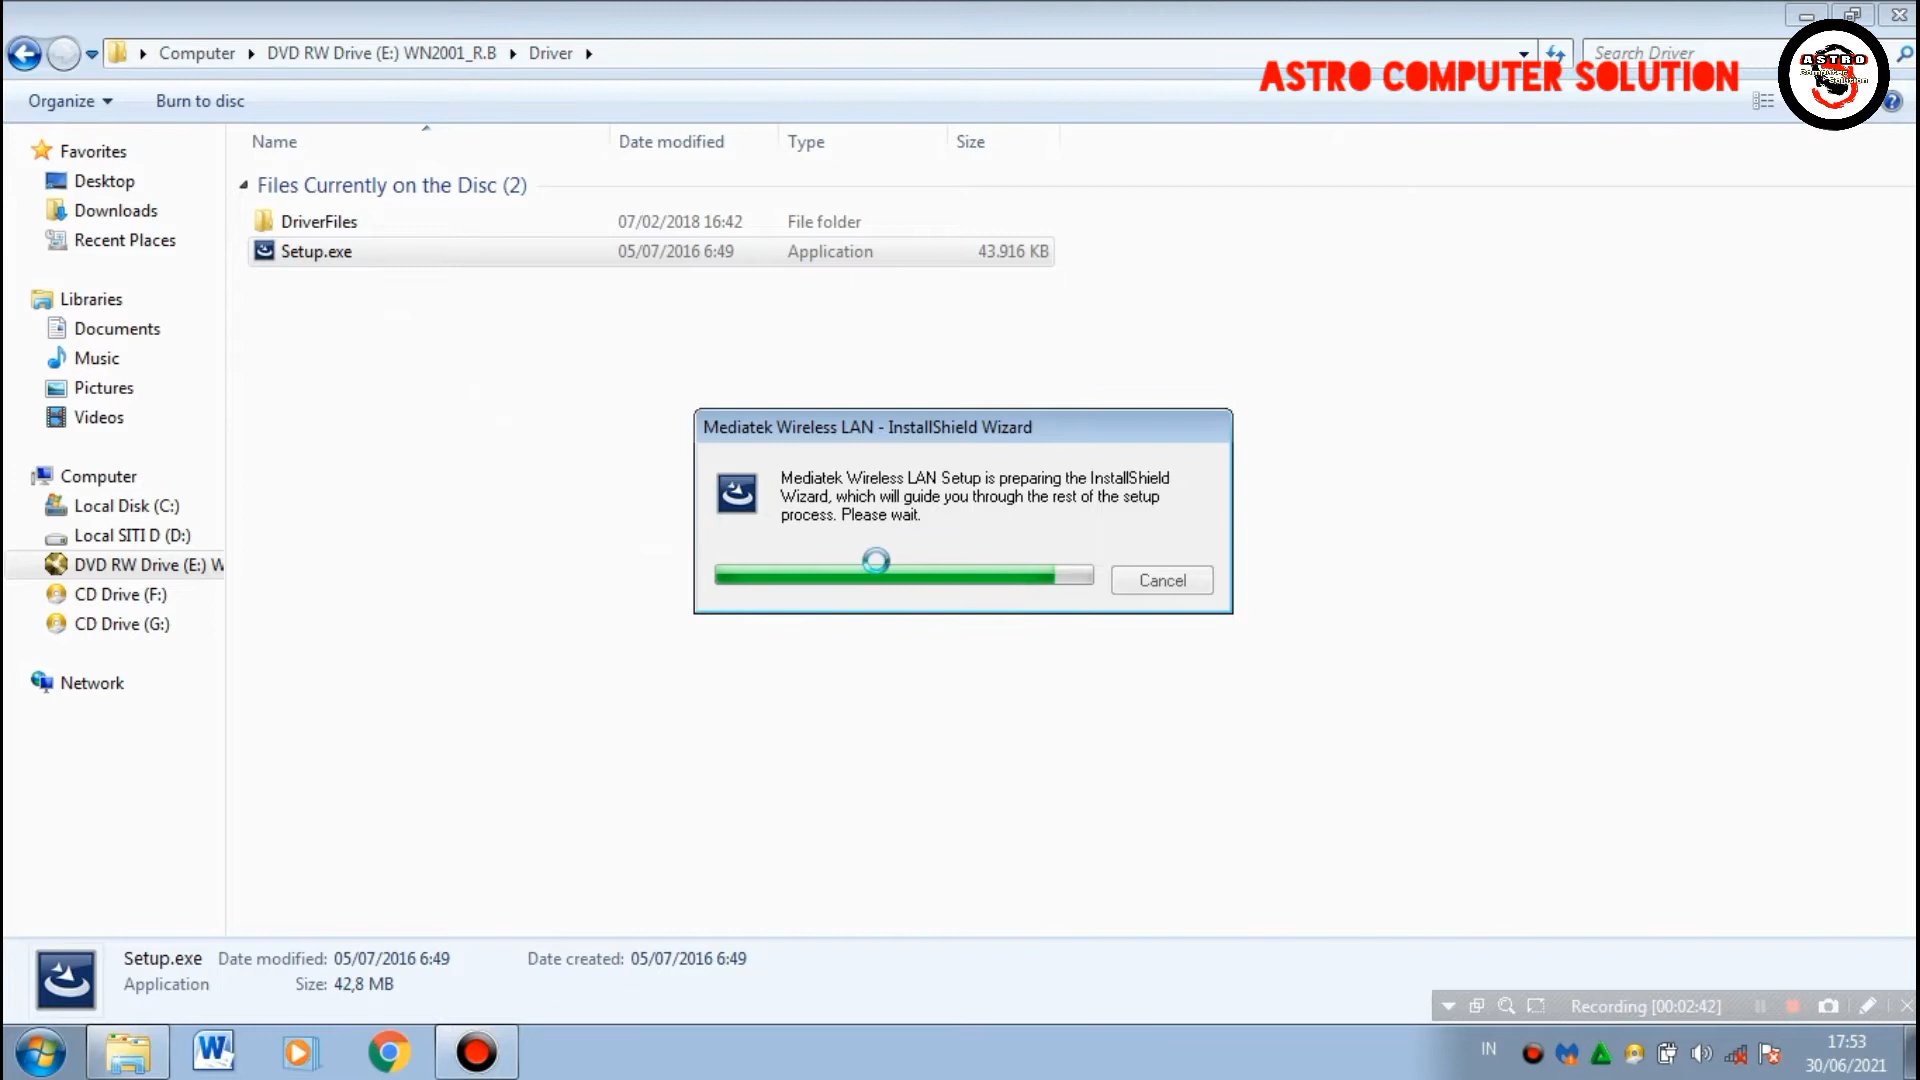 Computer DVD RW Drive (E:) WN2001_R.B Driver
Search Driver
ASTRO COMPUTER SOLUTION
ASTRO
Computer
Solution
Organize Burn to disc
Name Date modified Type Size
Favorites
Desktop
Downloads
Recent Places
Libraries
Documents
Music
Pictures
Videos
Computer
Local Disk (C:)
Local SITI D (D:)
DVD RW Drive (E:) W
CD Drive (F:)
CD Drive (G:)
Network
Files Currently on the Disc (2)
DriverFiles 07/02/2018 16:42 File folder
Setup.exe 05/07/2016 6:49 Application 43.916 KB
Mediatek Wireless LAN - InstallShield Wizard
Mediatek Wireless LAN Setup is preparing the InstallShield
Wizard, which will guide you through the rest of the setup
process. Please wait.
Cancel
Setup.exe Date modified: 05/07/2016 6:49 Date created: 05/07/2016 6:49
Application Size: 42,8 MB
Recording [00:02:42]
IN
17:53
30/06/2021